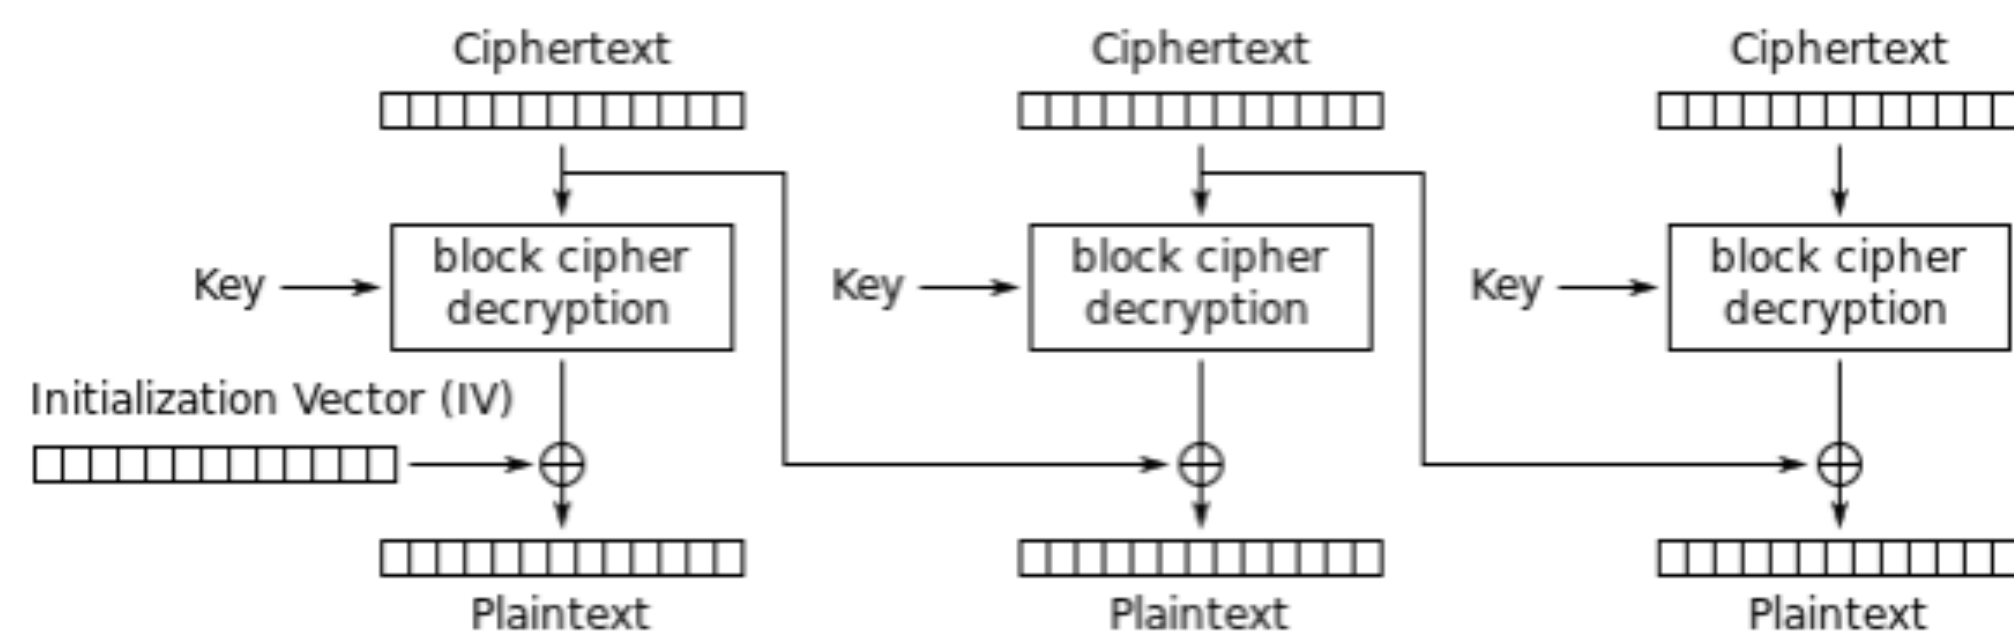 Ciphertext Ciphertext Ciphertext
Key block cipher decryption Key block cipher decryption Key block cipher decryption
Initialization Vector (IV)
Plaintext Plaintext Plaintext